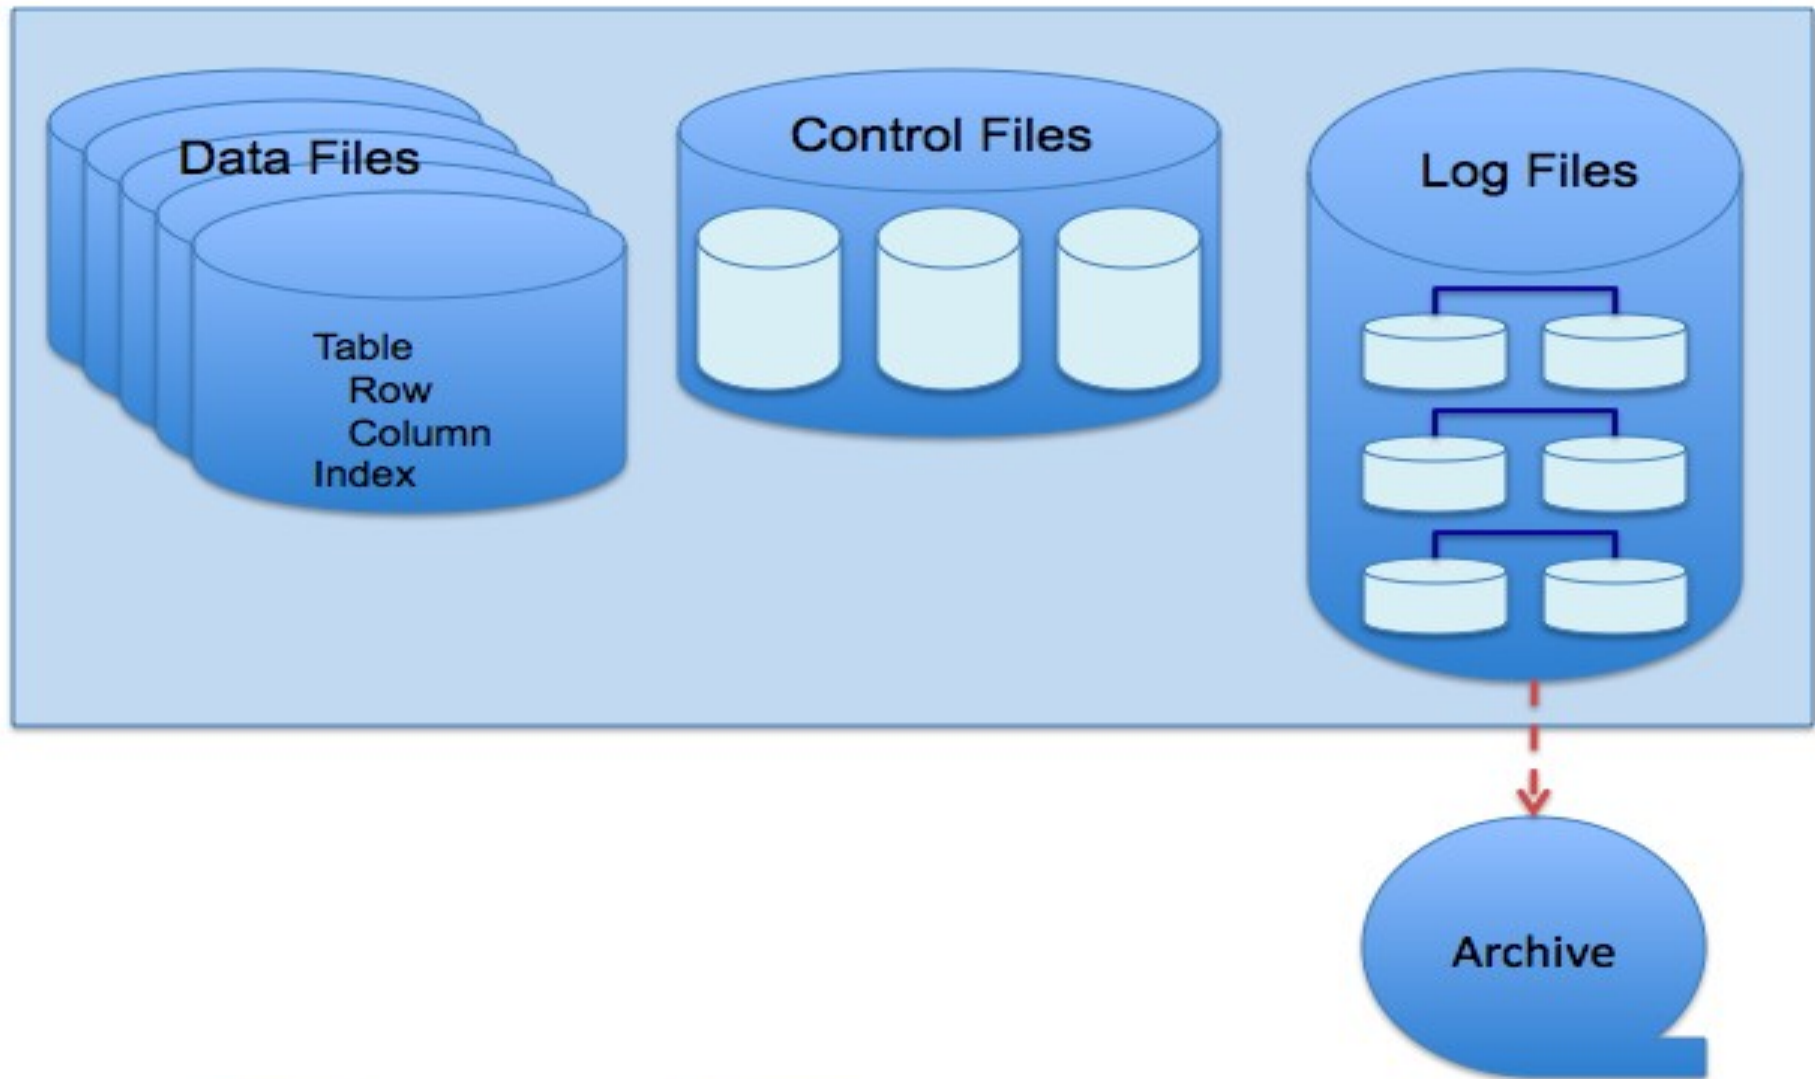 Data Files
Table
Row
Column
Index
Control Files
Log Files
Archive